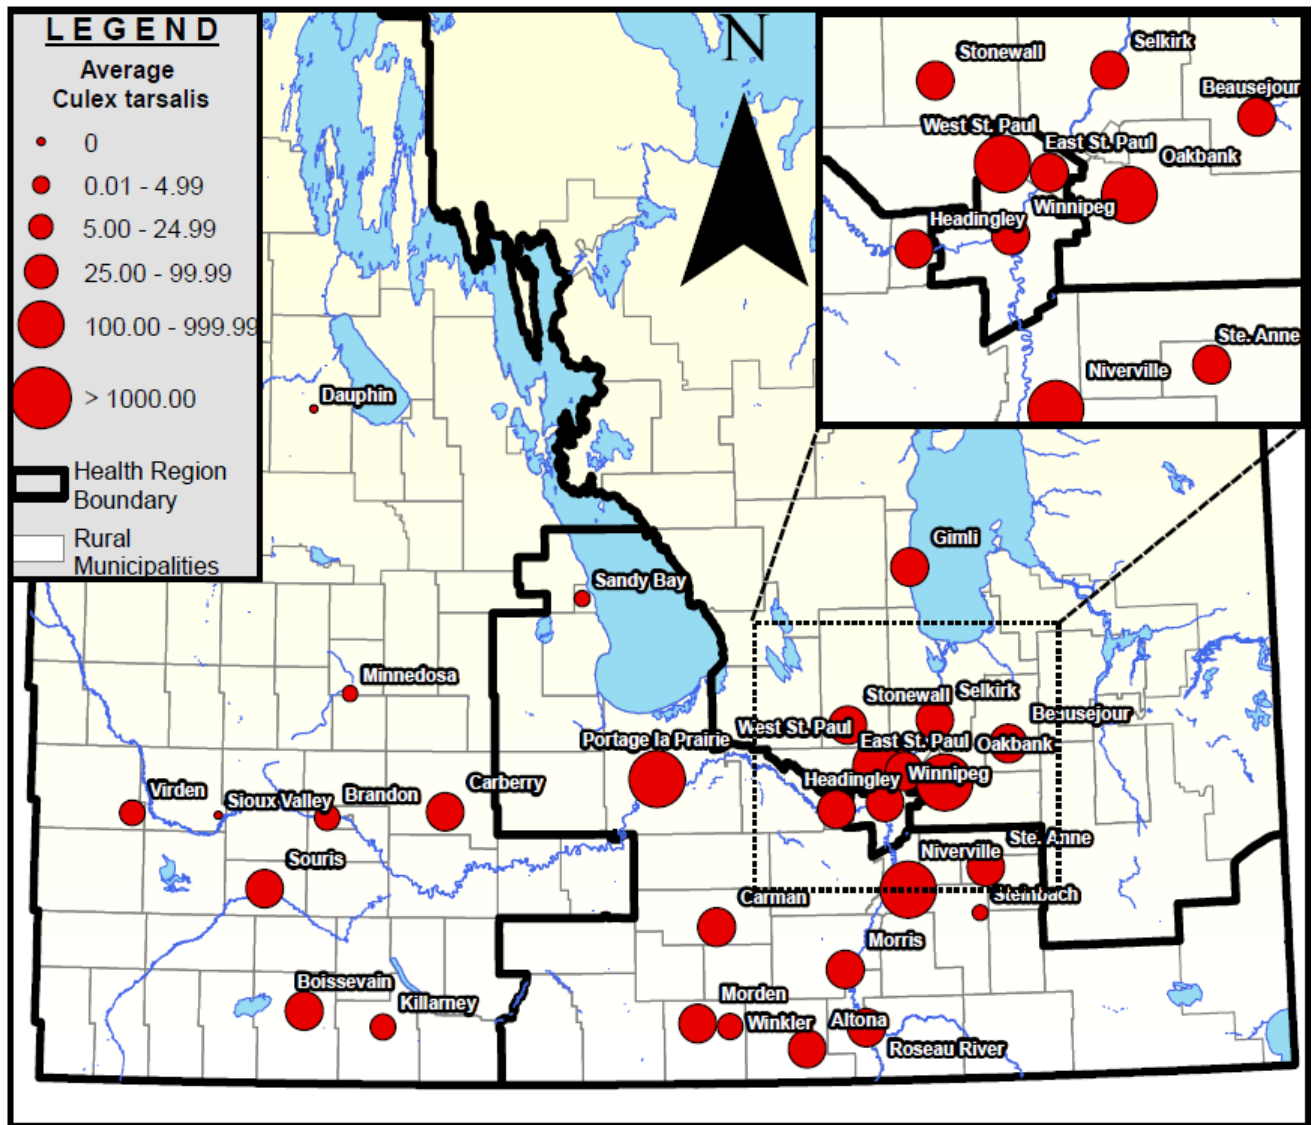 LEGEND
Average
Culex tarsalis
0
0.01 - 4.99
5.00 - 24.99
25.00 - 99.99
100.00 - 999.99
> 1000.00
Health Region
Boundary
Rural
Municipalities
N
Stonewall
Selkirk
Beausejour
West St. Paul
East St. Paul
Oakbank
Headingley
Winnipeg
Ste. Anne
Niverville
Dauphin
Gimli
Sandy Bay
Minnedosa
Stonewall
Selkirk
Beausejour
West St. Paul
Portage la Prairie
East St. Paul
Oakbank
Headingley
Winnipeg
Virden
Sioux Valley
Brandon
Carberry
Souris
Niverville
Ste. Anne
Steinbach
Carman
Morris
Boissevain
Killarney
Morden
Winkler
Altona
Roseau River